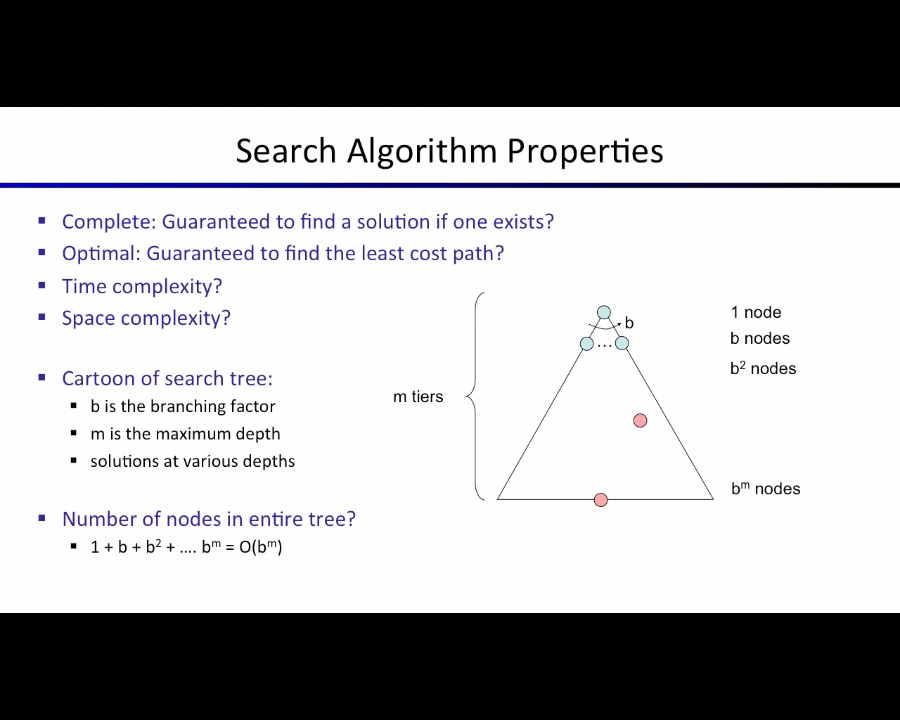 Search Algorithm Properties
▪ Complete: Guaranteed to find a solution if one exists?
▪ Optimal: Guaranteed to find the least cost path?
▪ Time complexity?
▪ Space complexity?
▪ Cartoon of search tree:
▪ b is the branching factor
▪ m is the maximum depth
▪ solutions at various depths
▪ Number of nodes in entire tree?
▪ 1 + b + b² + …. bᵐ = O(bᵐ)
m tiers
b
…
1 node
b nodes
b² nodes
bᵐ nodes